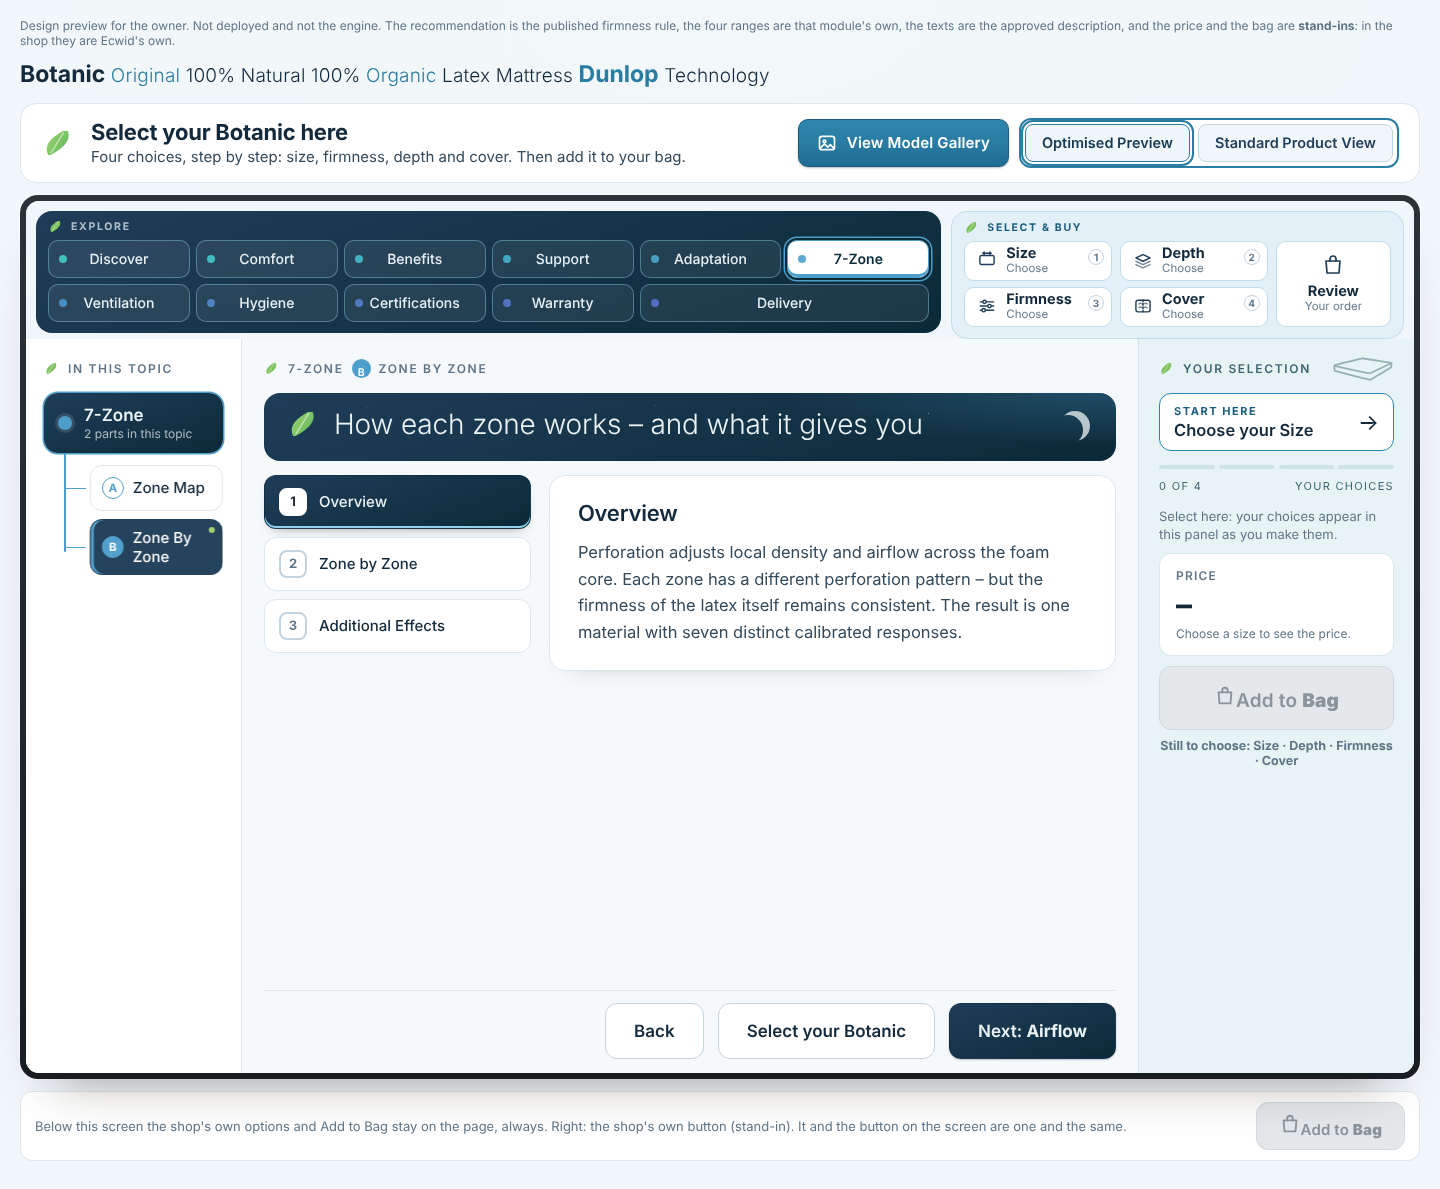 Design preview for the owner. Not deployed and not the engine. The recommendation is the published firmness rule, the four ranges are that module's own, the texts are the approved description, and the price and the bag are stand-ins: in the
shop they are Ecwid's own.
Botanic Original 100% Natural 100% Organic Latex Mattress Dunlop Technology
Select your Botanic here
Four choices, step by step: size, firmness, depth and cover. Then add it to your bag.
View Model Gallery
Optimised Preview
Standard Product View
EXPLORE
Discover
Comfort
Benefits
Support
Adaptation
7-Zone
Ventilation
Hygiene
Certifications
Warranty
Delivery
SELECT & BUY
Size
Choose
1
Depth
Choose
2
Firmness
Choose
3
Cover
Choose
4
Review
Your order
IN THIS TOPIC
7-Zone
2 parts in this topic
A
Zone Map
B
Zone By
Zone
7-ZONE B ZONE BY ZONE
How each zone works – and what it gives you
1 Overview
2 Zone by Zone
3 Additional Effects
Overview
Perforation adjusts local density and airflow across the foam
core. Each zone has a different perforation pattern – but the
firmness of the latex itself remains consistent. The result is one
material with seven distinct calibrated responses.
Back
Select your Botanic
Next: Airflow
YOUR SELECTION
START HERE
Choose your Size
0 OF 4
YOUR CHOICES
Select here: your choices appear in
this panel as you make them.
PRICE
–
Choose a size to see the price.
Add to Bag
Still to choose: Size · Depth · Firmness
· Cover
Below this screen the shop's own options and Add to Bag stay on the page, always. Right: the shop's own button (stand-in). It and the button on the screen are one and the same.
Add to Bag